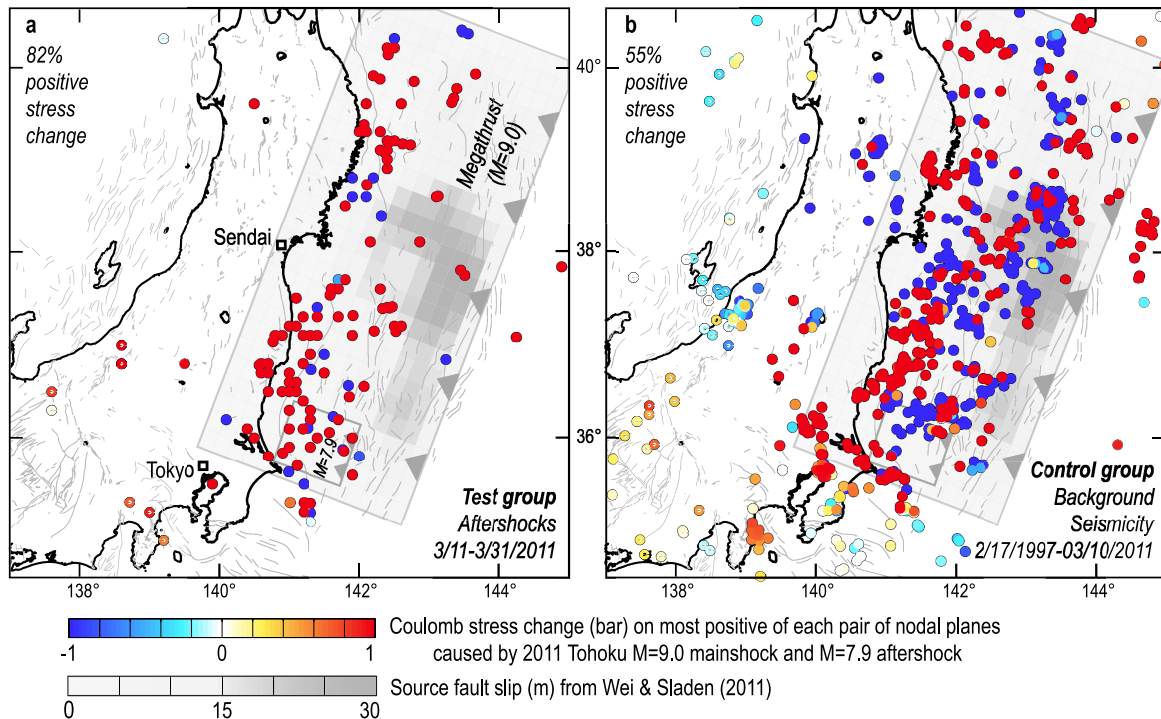 a
82%
positive
stress
change
40°
38°
36°
Megathrust
(M=9.0)
Sendai
Tokyo
M=7.9
Test group
Aftershocks
3/11-3/31/2011
138°
140°
142°
144°
b
55%
positive
stress
change
40°
38°
36°
Control group
Background
Seismicity
2/17/1997-03/10/2011
138°
140°
142°
144°
-1
0
1
Coulomb stress change (bar) on most positive of each pair of nodal planes
caused by 2011 Tohoku M=9.0 mainshock and M=7.9 aftershock
0
15
30
Source fault slip (m) from Wei & Sladen (2011)